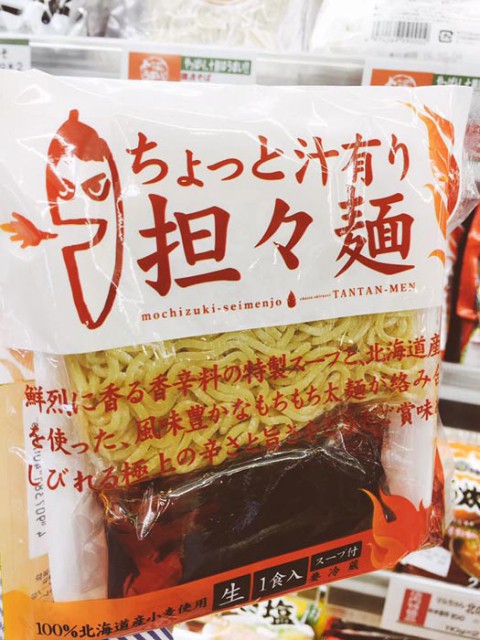 ちょっと汁有り
担々麺
mochizuki-seimenjo
TANTAN-MEN
鮮烈に香る香辛料の特製スープと、北海道産
を使った、風味豊かなもちもち太麺が絡み合
しびれる極上の辛さと旨
賞味
100%北海道産小麦使用
生
1食入
スープ付
要冷蔵
塩